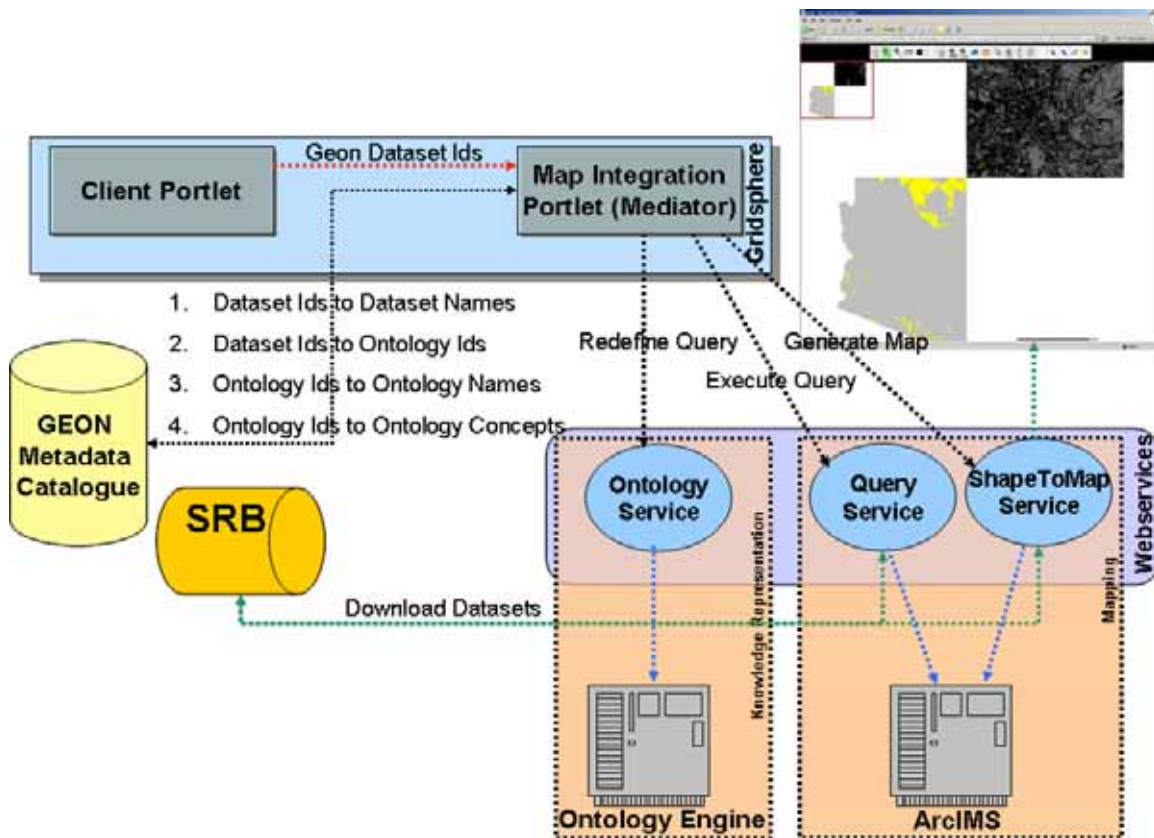 Geon Dataset Ids
Client Portlet
Map Integration
Portlet (Mediator)
Gridsphere
1. Dataset Ids to Dataset Names
2. Dataset Ids to Ontology Ids
3. Ontology Ids to Ontology Names
4. Ontology Ids to Ontology Concepts
Redefine Query
Generate Map
Execute Query
GEON
Metadata
Catalogue
SRB
Ontology
Service
Query
Service
ShapeToMap
Service
Webservices
Download Datasets
Knowledge Representation
Mapping
Ontology Engine
ArcIMS